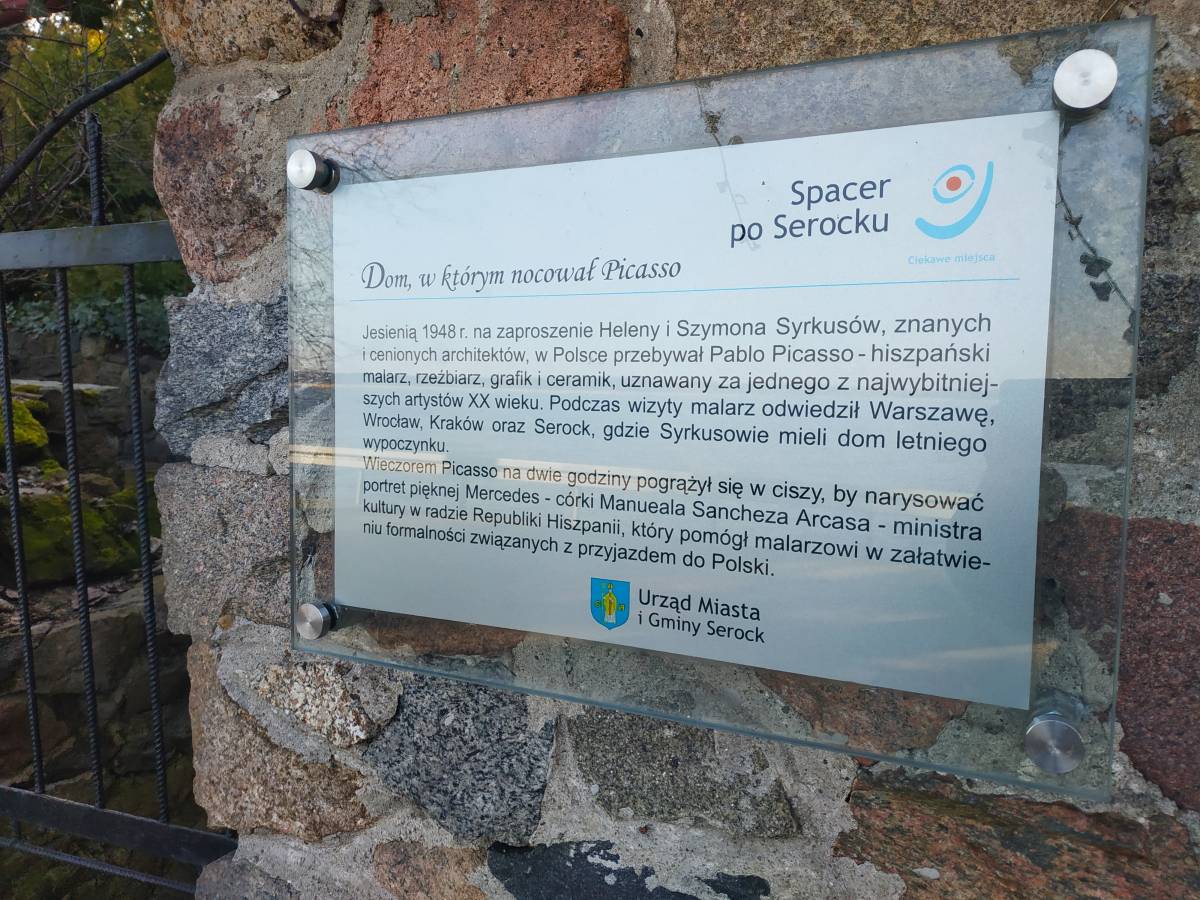 Spacer
po Serocku
Ciekawe miejsca
Dom, w którym nocował Picasso
Jesienią 1948 r. na zaproszenie Heleny i Szymona Syrkusów, znanych
i cenionych architektów, w Polsce przebywał Pablo Picasso - hiszpański
malarz, rzeźbiarz, grafik i ceramik, uznawany za jednego z najwybitniej-
szych artystów XX wieku. Podczas wizyty malarz odwiedził Warszawę,
Wrocław, Kraków oraz Serock, gdzie Syrkusowie mieli dom letniego
wypoczynku.
Wieczorem Picasso na dwie godziny pogrążył się w ciszy, by narysować
portret pięknej Mercedes - córki Manueala Sancheza Arcasa - ministra
kultury w radzie Republiki Hiszpanii, który pomógł malarzowi w załatwie-
niu formalności związanych z przyjazdem do Polski.
Urząd Miasta
i Gminy Serock